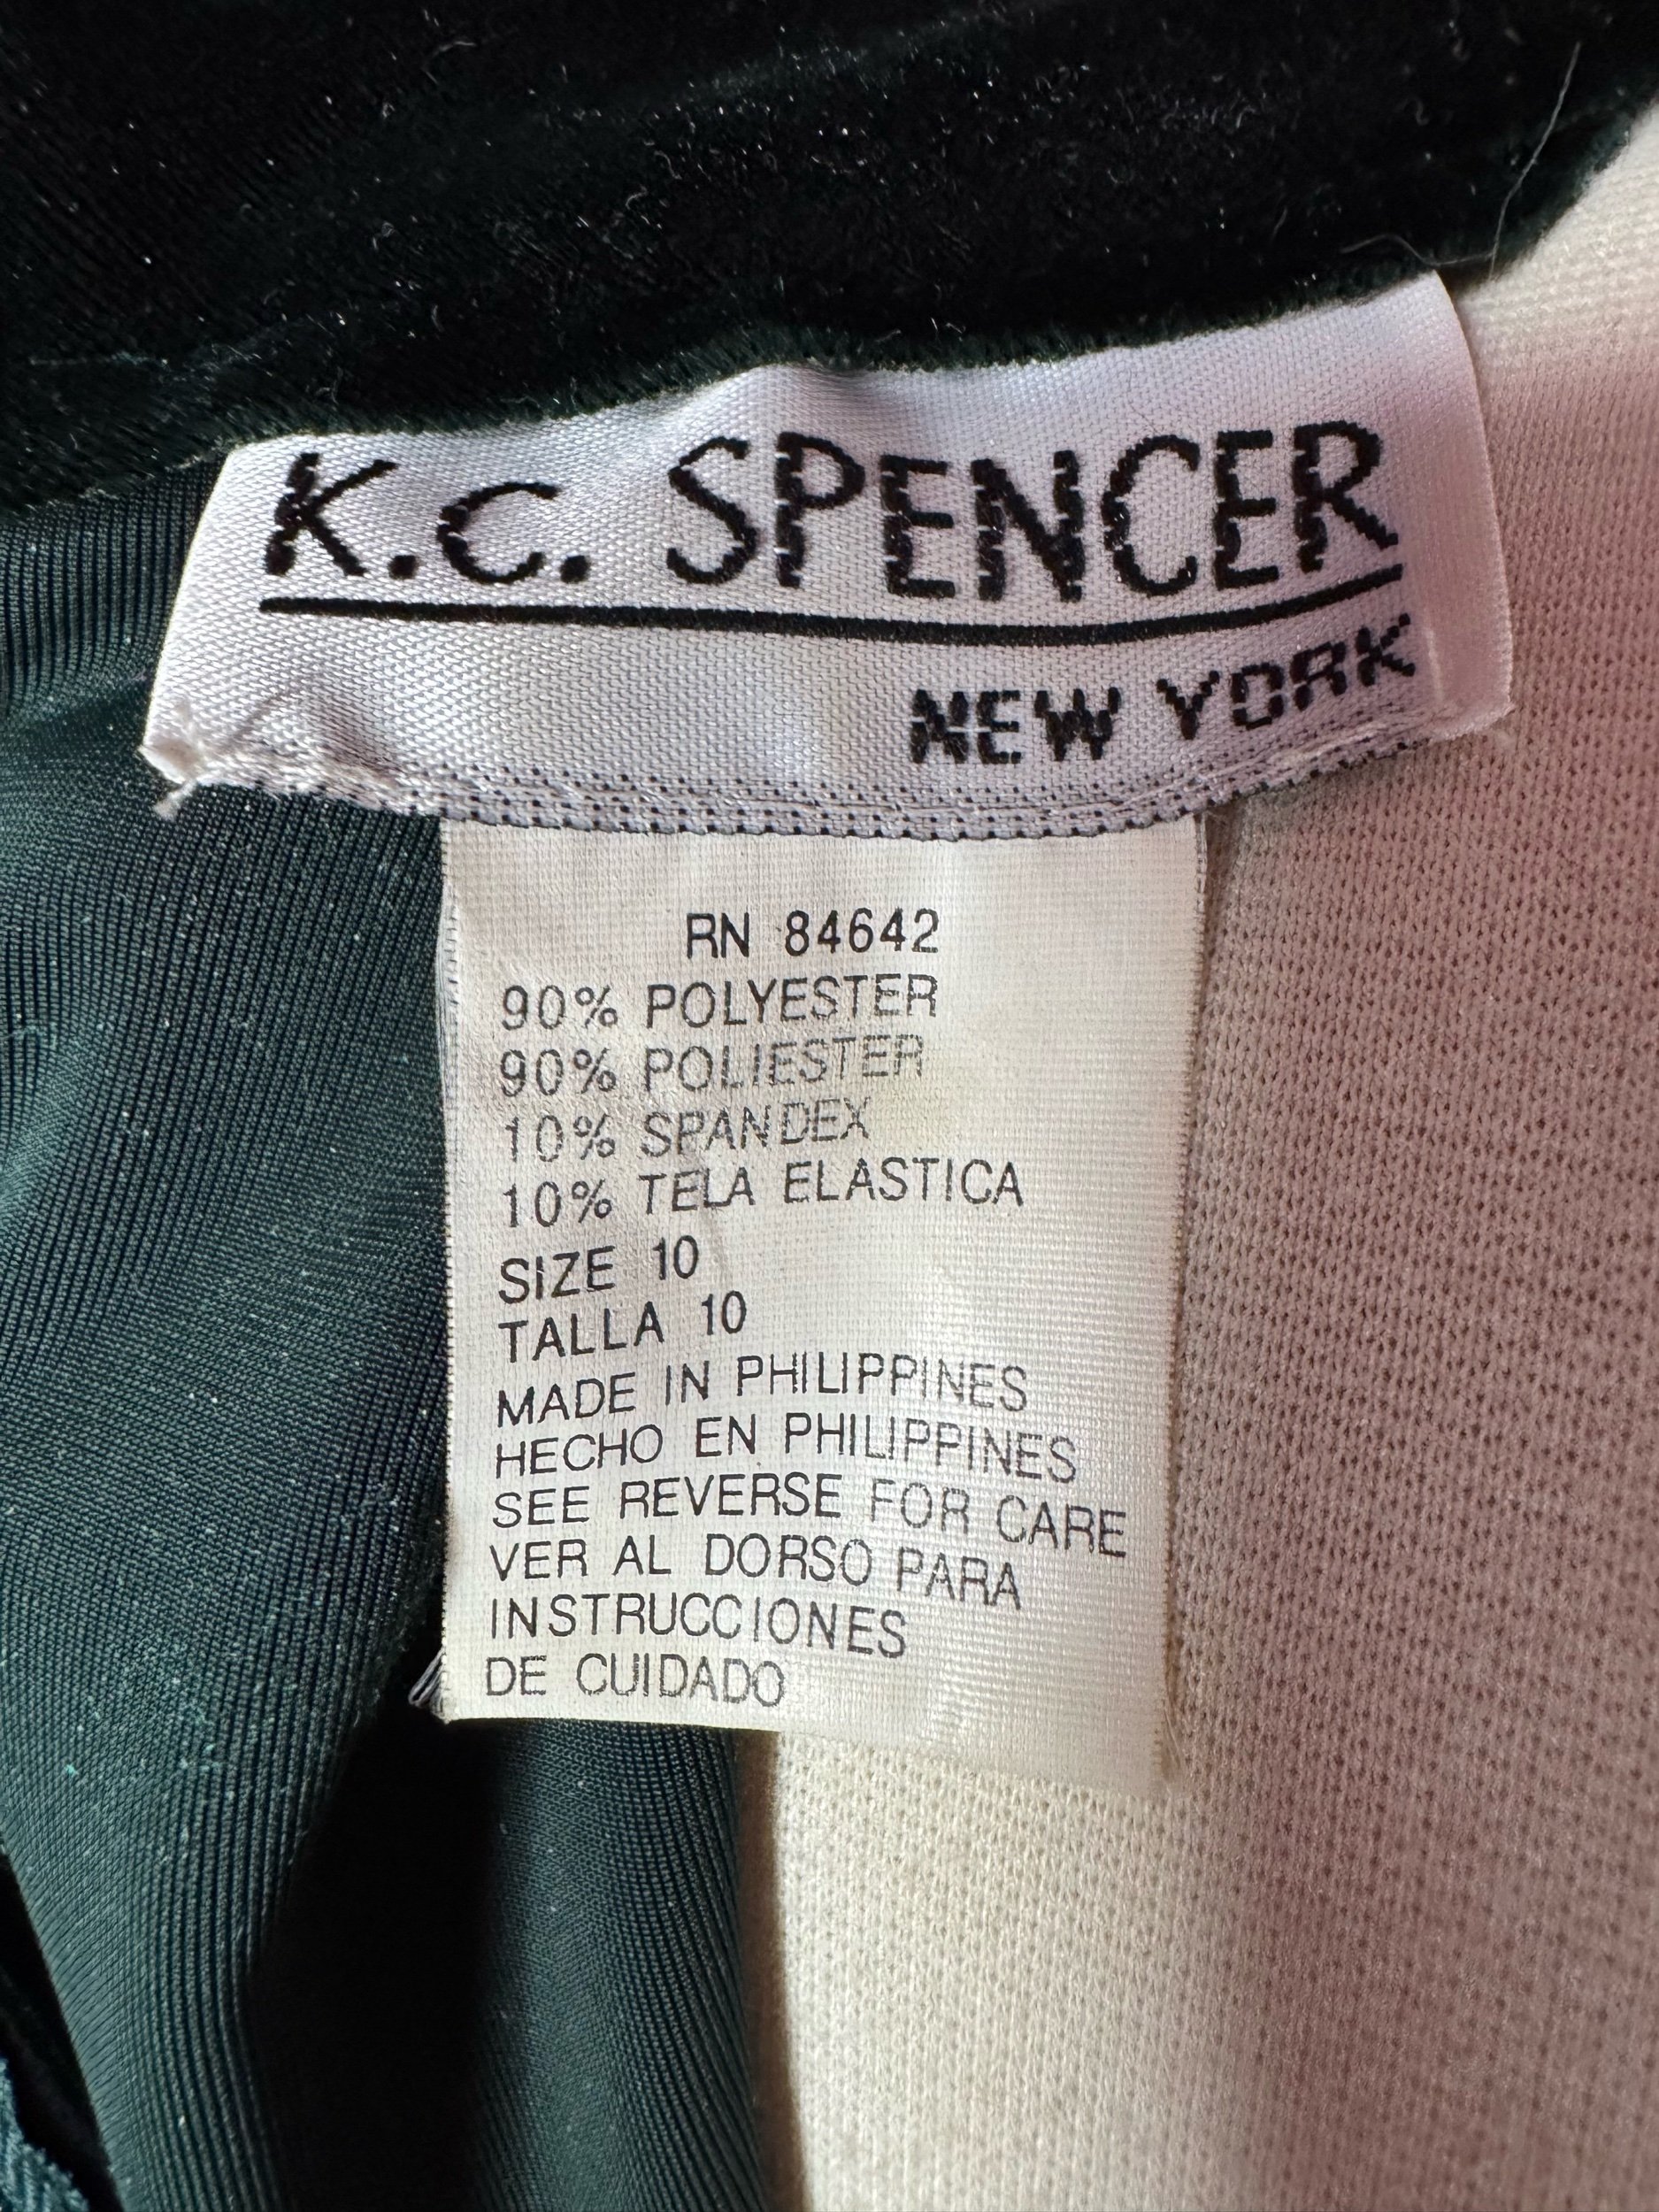 K.C. SPENCER
NEW YORK
RN 84642
90% POLYESTER
90% POLIESTER
10% SPANDEX
10% TELA ELASTICA
SIZE 10
TALLA 10
MADE IN PHILIPPINES
HECHO EN PHILIPPINES
SEE REVERSE FOR CARE
VER AL DORSO PARA
INSTRUCCIONES
DE CUIDADO